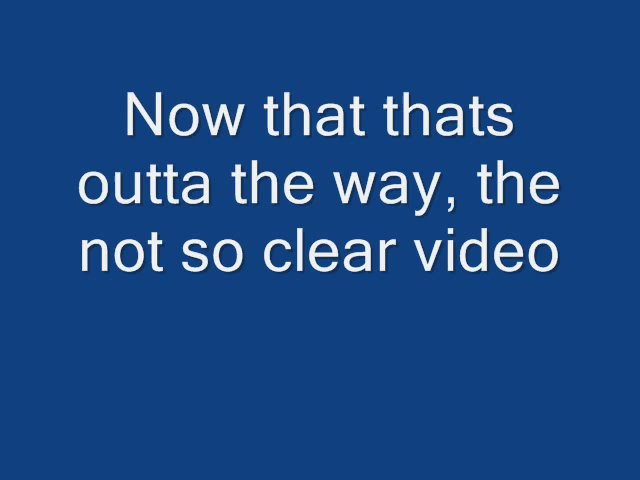 Now that thats
outta the way, the
not so clear video